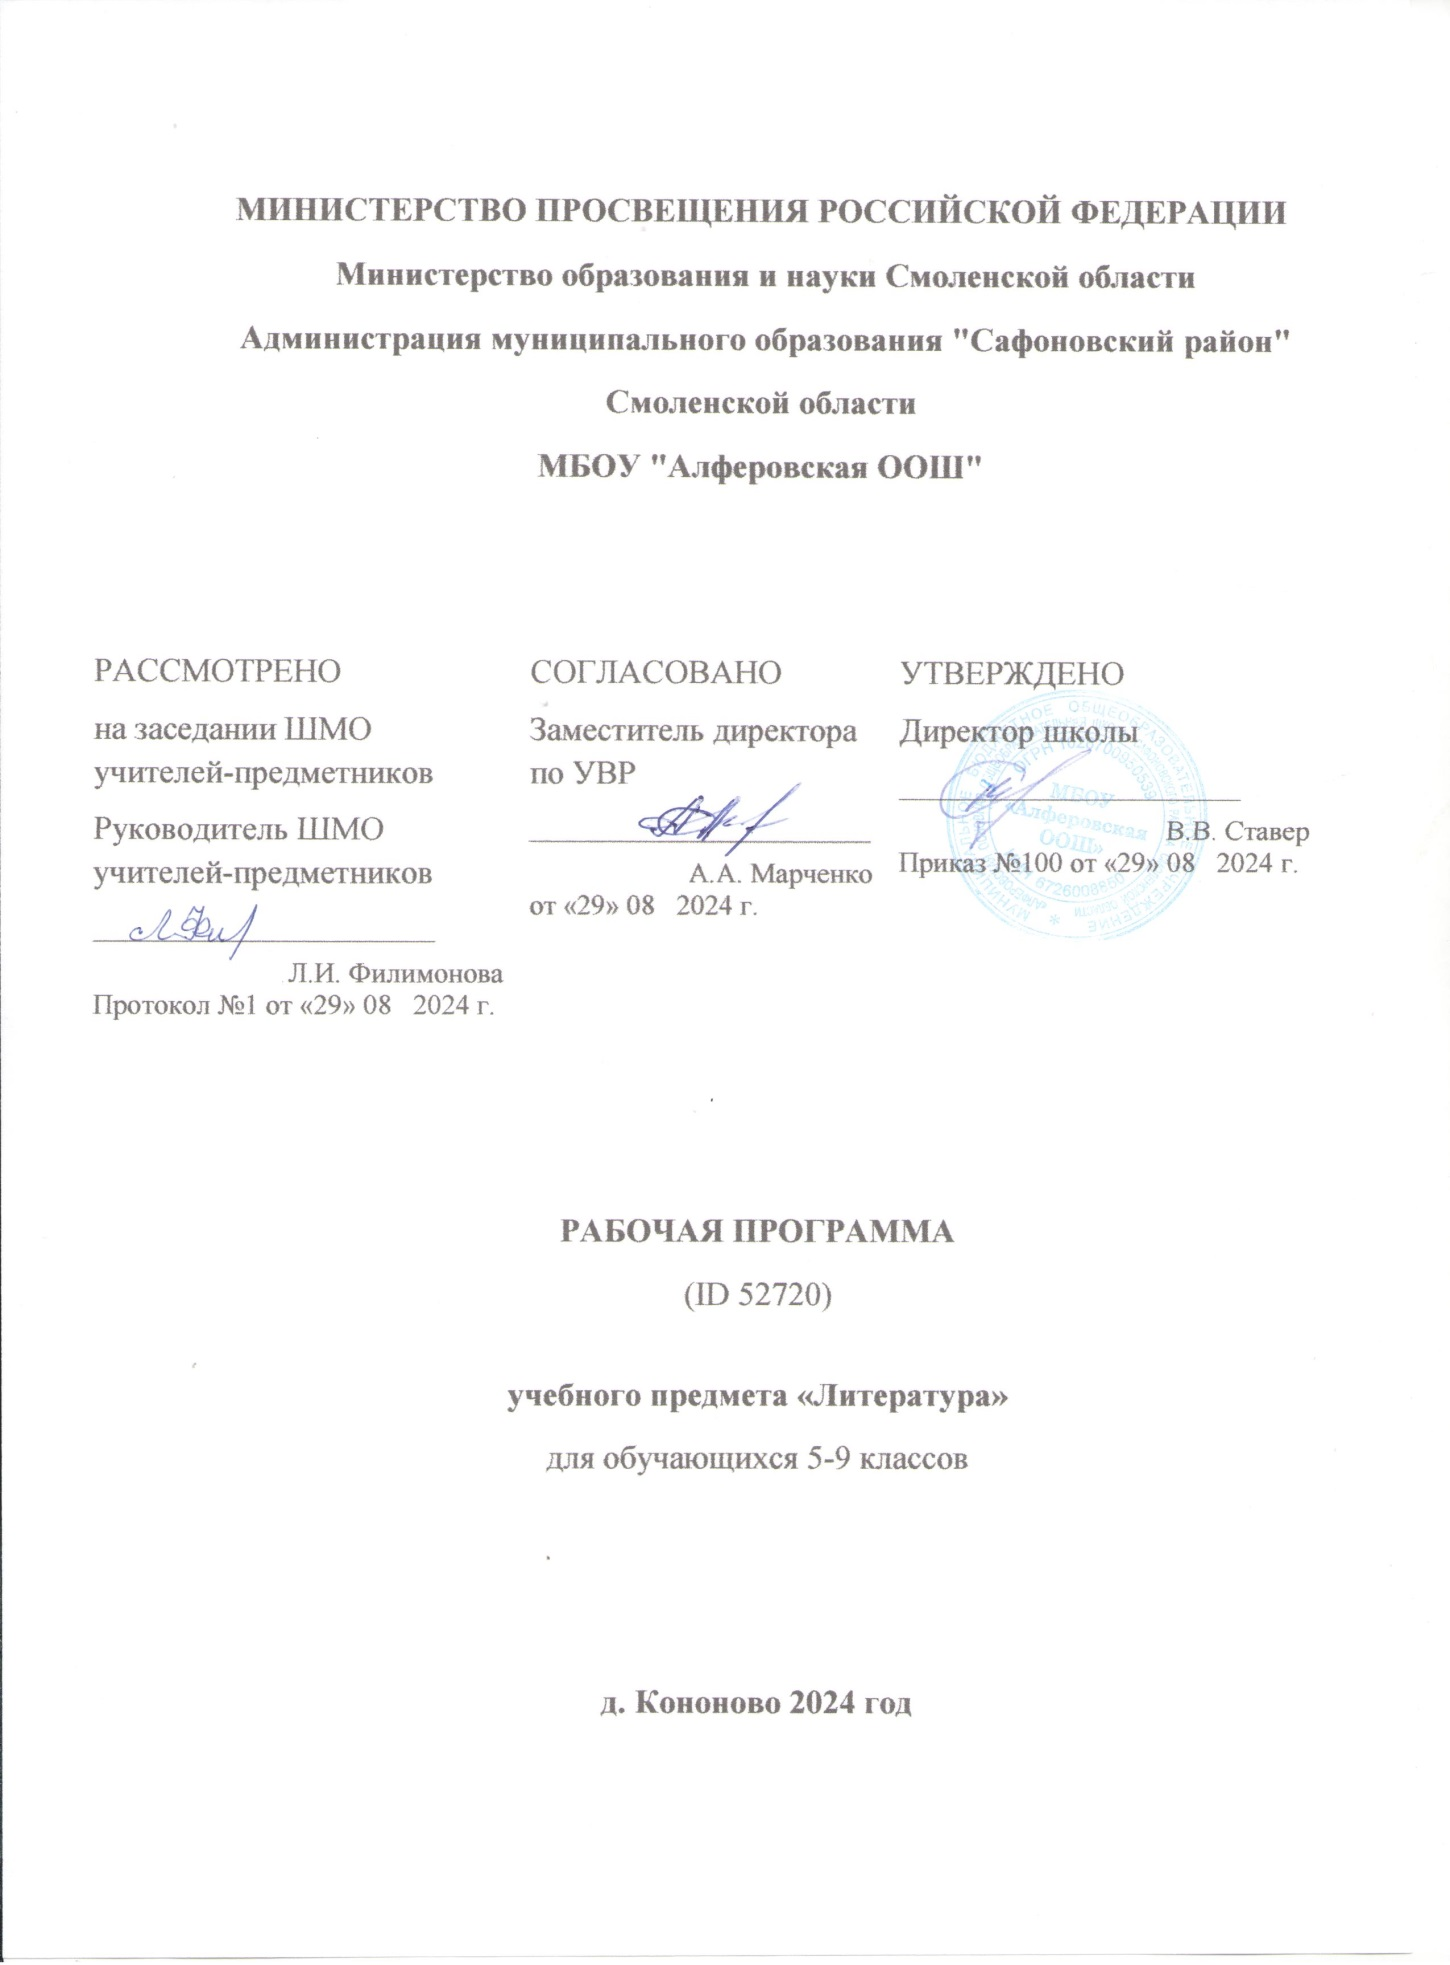 МИНИСТЕРСТВО ПРОСВЕЩЕНИЯ РОССИЙСКОЙ ФЕДЕРАЦИИ
Министерство образования и науки Смоленской области
Администрация муниципального образования "Сафоновский район"
Смоленской области
МБОУ "Алферовская ООШ"
РАССМОТРЕНО
на заседании ШМО
учителей-предметников
Руководитель ШМО
учителей-предметников
Л.И. Филимонова
Протокол №1 от «29» 08 2024 г.
СОГЛАСОВАНО
Заместитель директора
по УВР
А.А. Марченко
от «29» 08 2024 г.
УТВЕРЖДЕНО
Директор школы
В.В. Ставер
Приказ №100 от «29» 08 2024 г.
МБОУ
«Алферовская
ООШ»
РАБОЧАЯ ПРОГРАММА
(ID 52720)
учебного предмета «Литература»
для обучающихся 5-9 классов
д. Кононово 2024 год